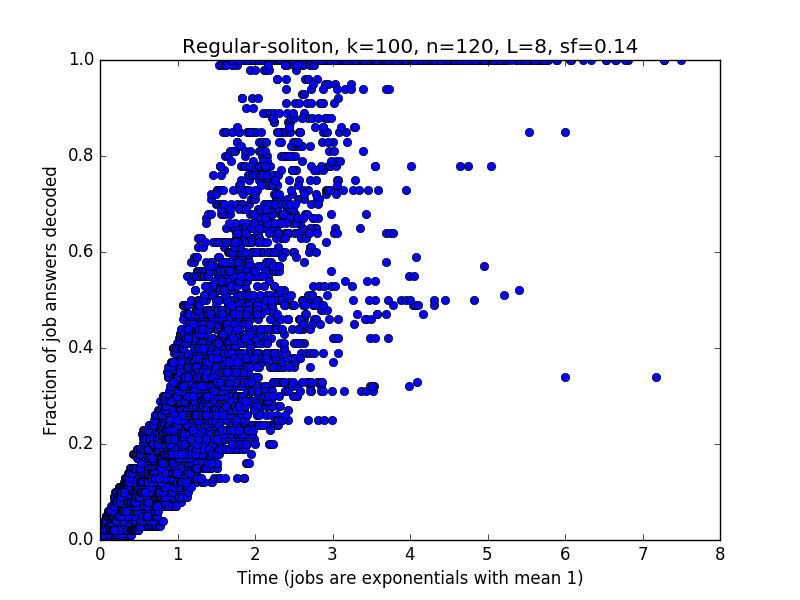 Regular-soliton, k=100, n=120, L=8, sf=0.14
1.0
0.8
0.6
0.4
0.2
0.0
Fraction of job answers decoded
0 1 2 3 4 5 6 7 8
Time (jobs are exponentials with mean 1)